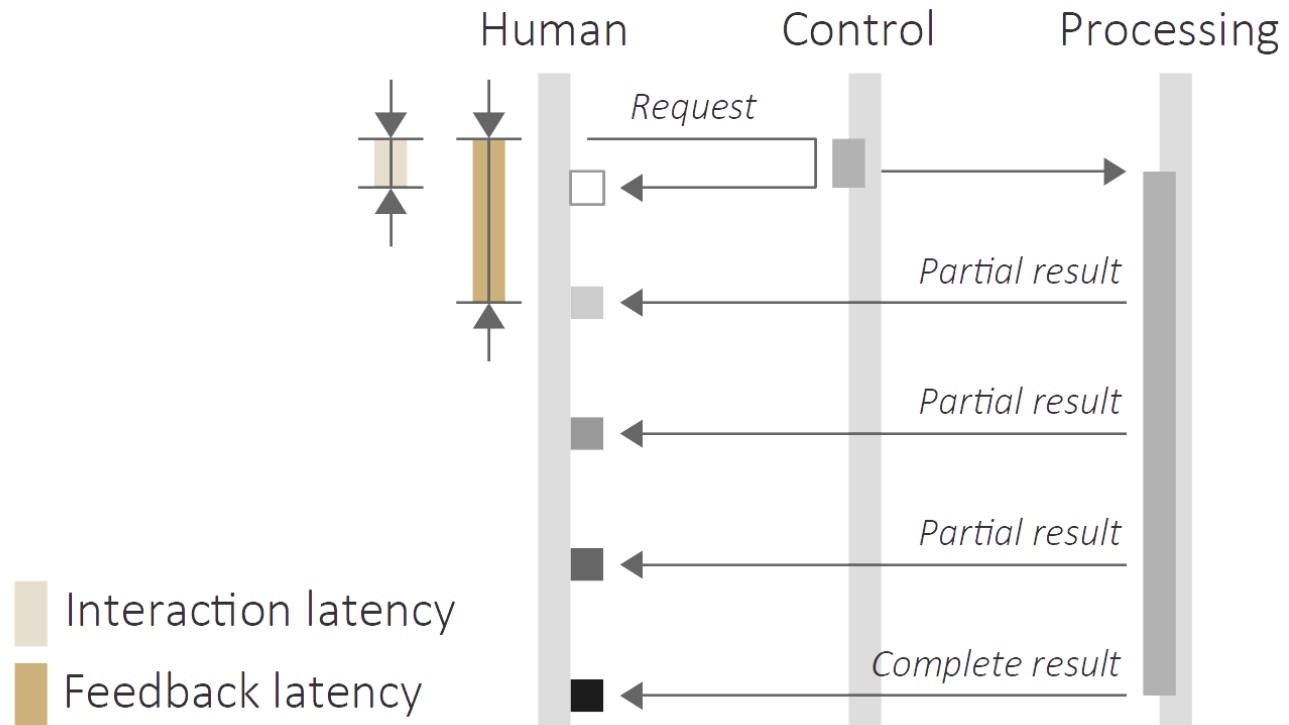 Human Control Processing
Request
Partial result
Partial result
Partial result
Interaction latency
Complete result
Feedback latency